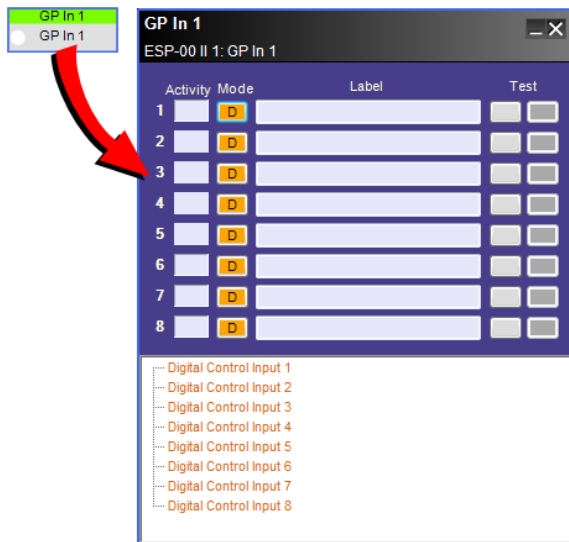 GP In 1
GP In 1
GP In 1
ESP-00 II 1: GP In 1
Activity Mode Label Test
1 D
2 D
3 D
4 D
5 D
6 D
7 D
8 D
Digital Control Input 1
Digital Control Input 2
Digital Control Input 3
Digital Control Input 4
Digital Control Input 5
Digital Control Input 6
Digital Control Input 7
Digital Control Input 8